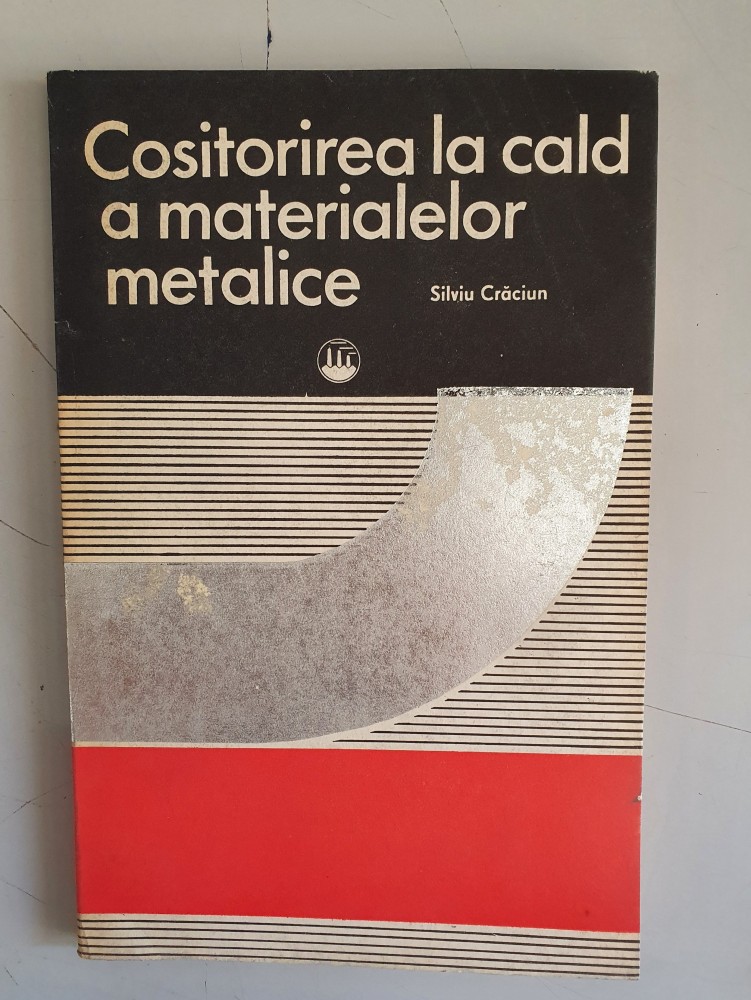 Cositorirea la cald
a materialelor
metalice
Silviu Crăciun